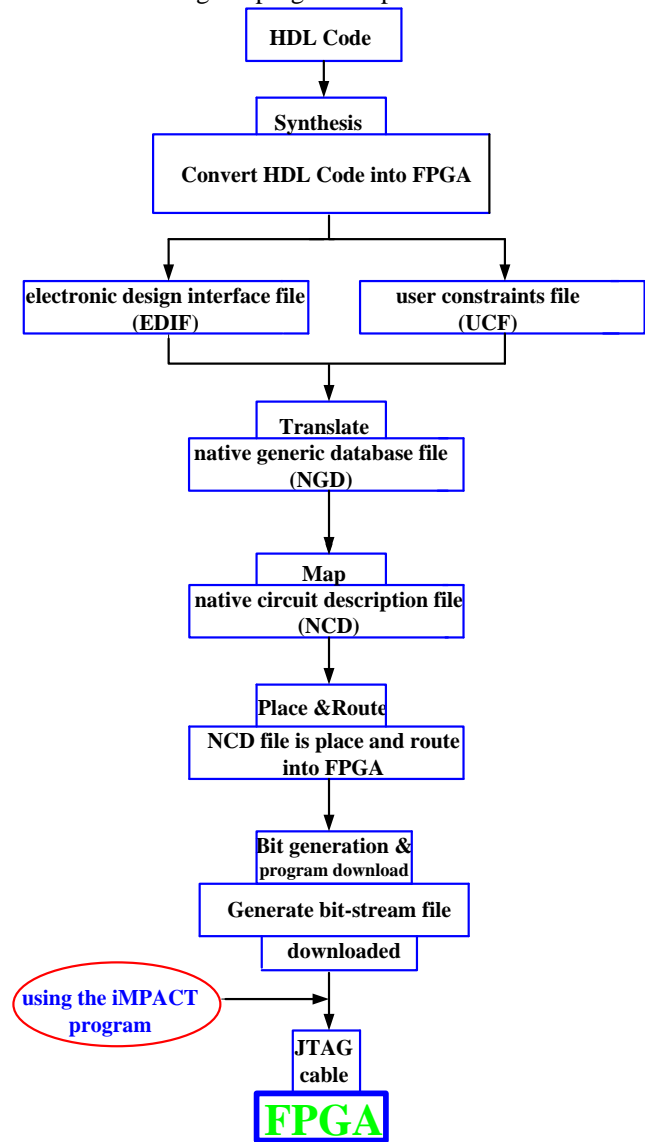 HDL Code
Synthesis
Convert HDL Code into FPGA
electronic design interface file
(EDIF)
user constraints file
(UCF)
Translate
native generic database file
(NGD)
Map
native circuit description file
(NCD)
Place &Route
NCD file is place and route
into FPGA
Bit generation &
program download
Generate bit-stream file
downloaded
using the iMPACT
program
JTAG
cable
FPGA